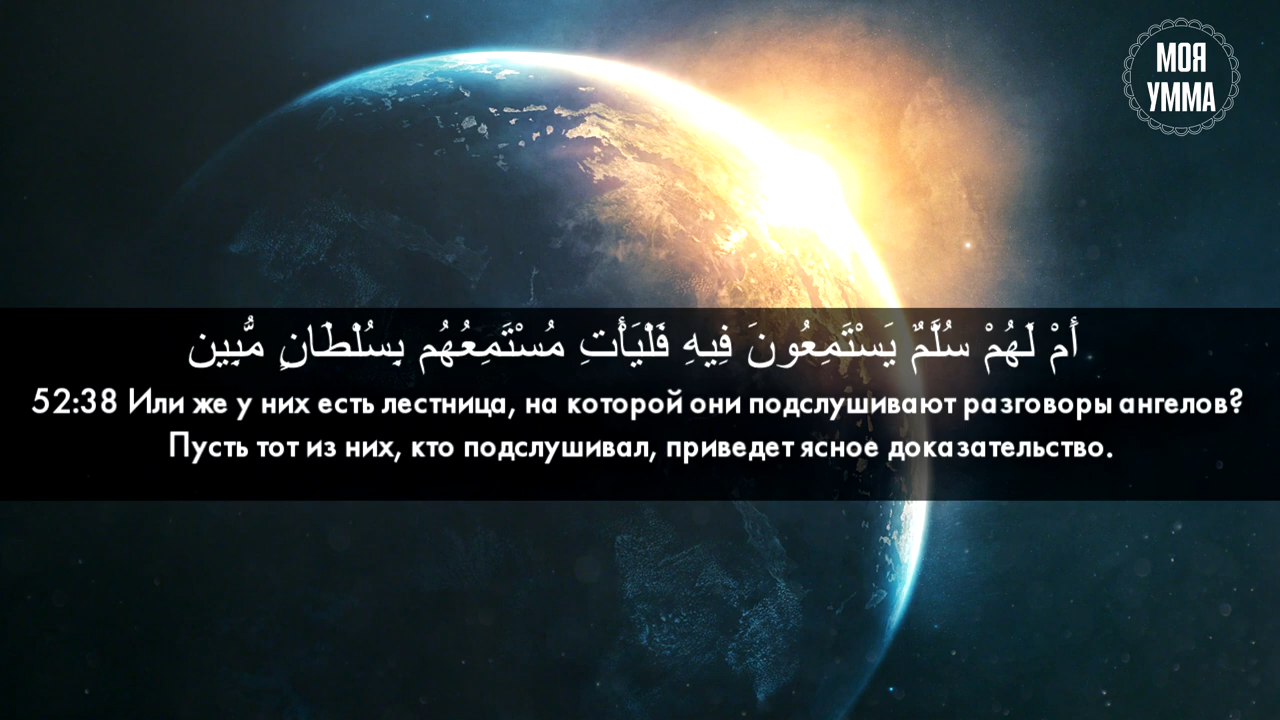 МОЯ
УММА
أَمْ لَهُمْ سُلَّمٌ يَسْتَمِعُونَ فِيهِ فَلْيَأْتِ مُسْتَمِعُهُم بِسُلْطَانٍ مُّبِينٍ
52:38 Или же у них есть лестница, на которой они подслушивают разговоры ангелов?
Пусть тот из них, кто подслушивал, приведет ясное доказательство.